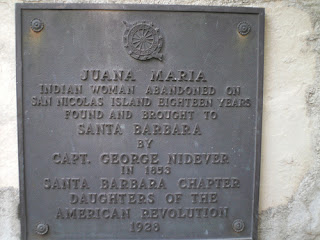 JUANA MARIA
INDIAN WOMAN ABANDONED ON
SAN NICOLAS ISLAND EIGHTEEN YEARS
FOUND AND BROUGHT TO
SANTA BARBARA
BY
CAPT. GEORGE NIDEVER
IN 1853
SANTA BARBARA CHAPTER
DAUGHTERS OF THE
AMERICAN REVOLUTION
1928